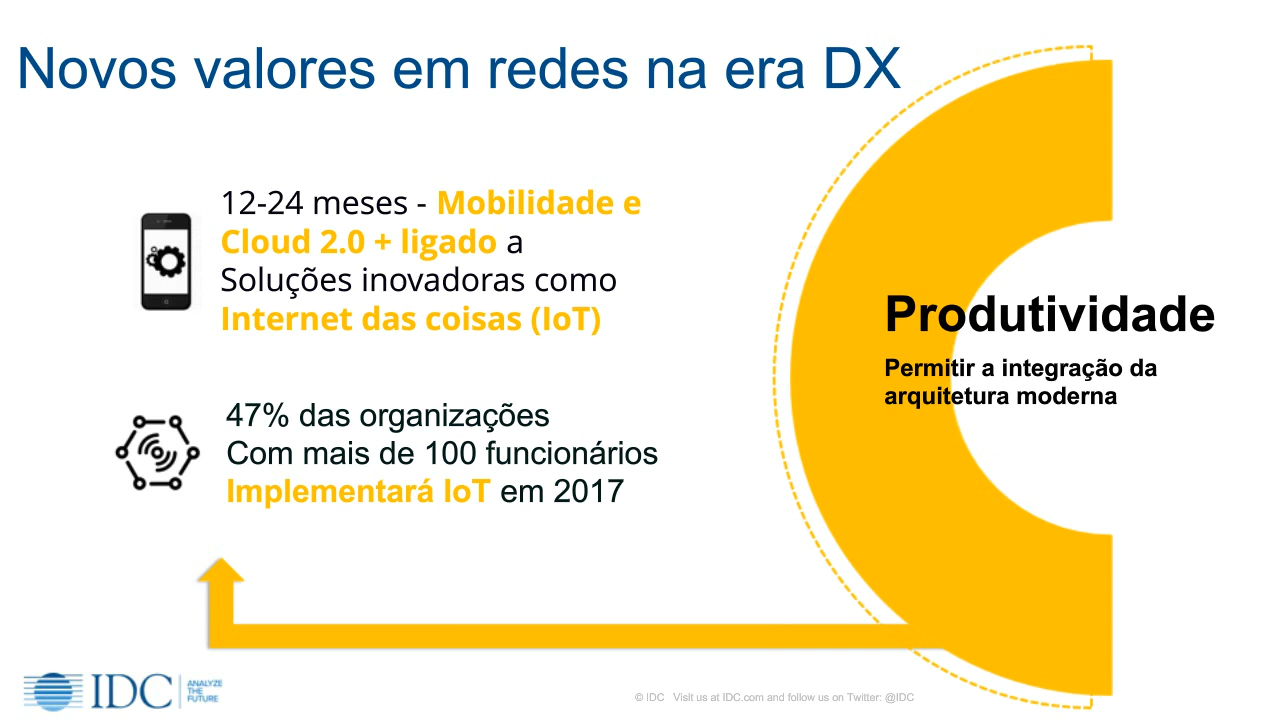 Novos valores em redes na era DX
12-24 meses - Mobilidade e
Cloud 2.0 + ligado a
Soluções inovadoras como
Internet das coisas (IoT)
47% das organizações
Com mais de 100 funcionários
Implementará IoT em 2017
Produtividade
Permitir a integração da
arquitetura moderna
IDC
ANALYZE
THE
FUTURE
© IDC Visit us at IDC.com and follow us on Twitter: @IDC